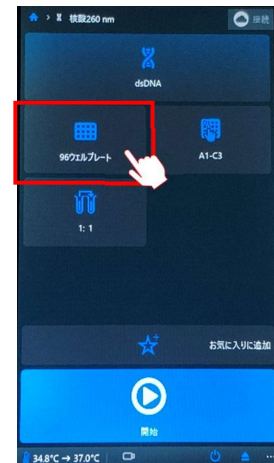 核酸260 nm
接続
dsDNA
96ウェルプレート
A1-C3
1: 1
お気に入りに追加
開始
34.8°C → 37.0°C